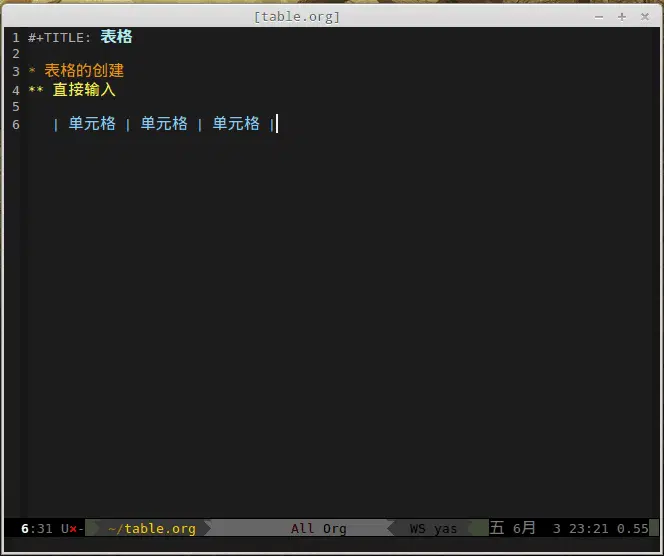 [table.org]
1 #+TITLE: 表格
2
3 * 表格的创建
4 ** 直接输入
5
6 | 单元格 | 单元格 | 单元格 |
6:31 U✖- ~/table.org All Org WS yas 五 6月 3 23:21 0.55